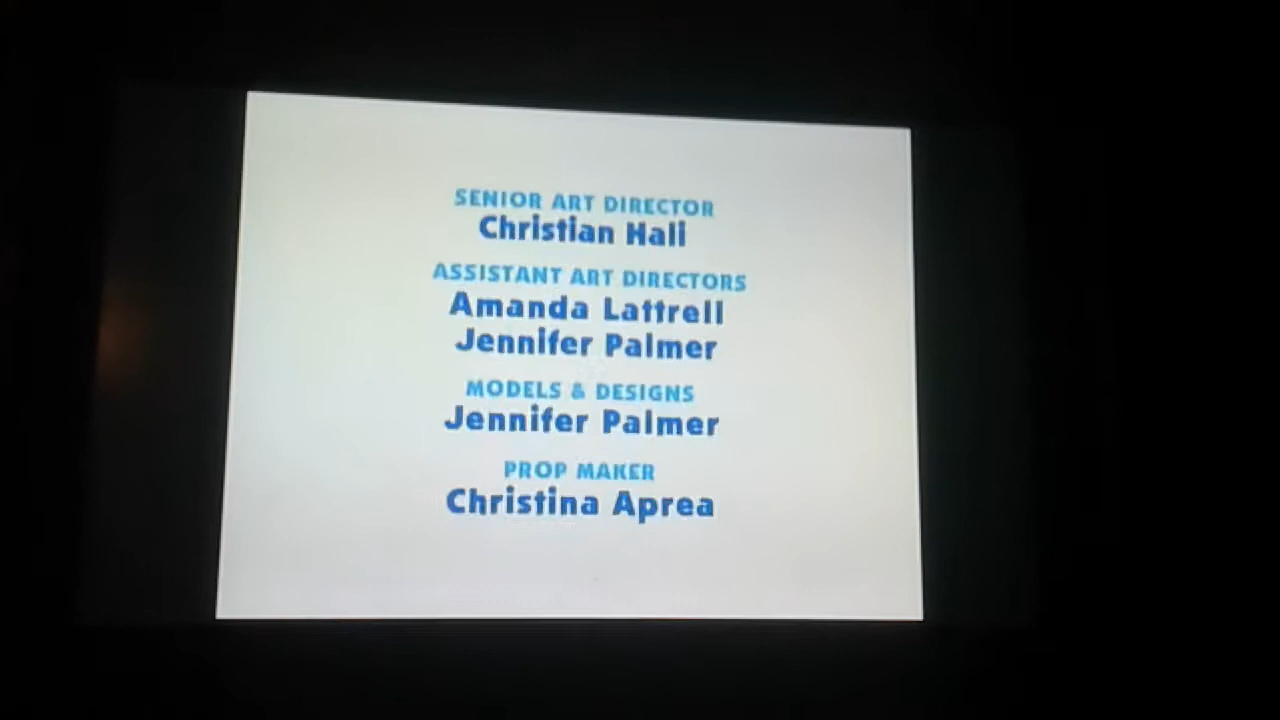 SENIOR ART DIRECTOR
Christian Hali
ASSISTANT ART DIRECTORS
Amanda Lattrell
Jennifer Palmer
MODELS & DESIGNS
Jennifer Palmer
PROP MAKER
Christina Aprea